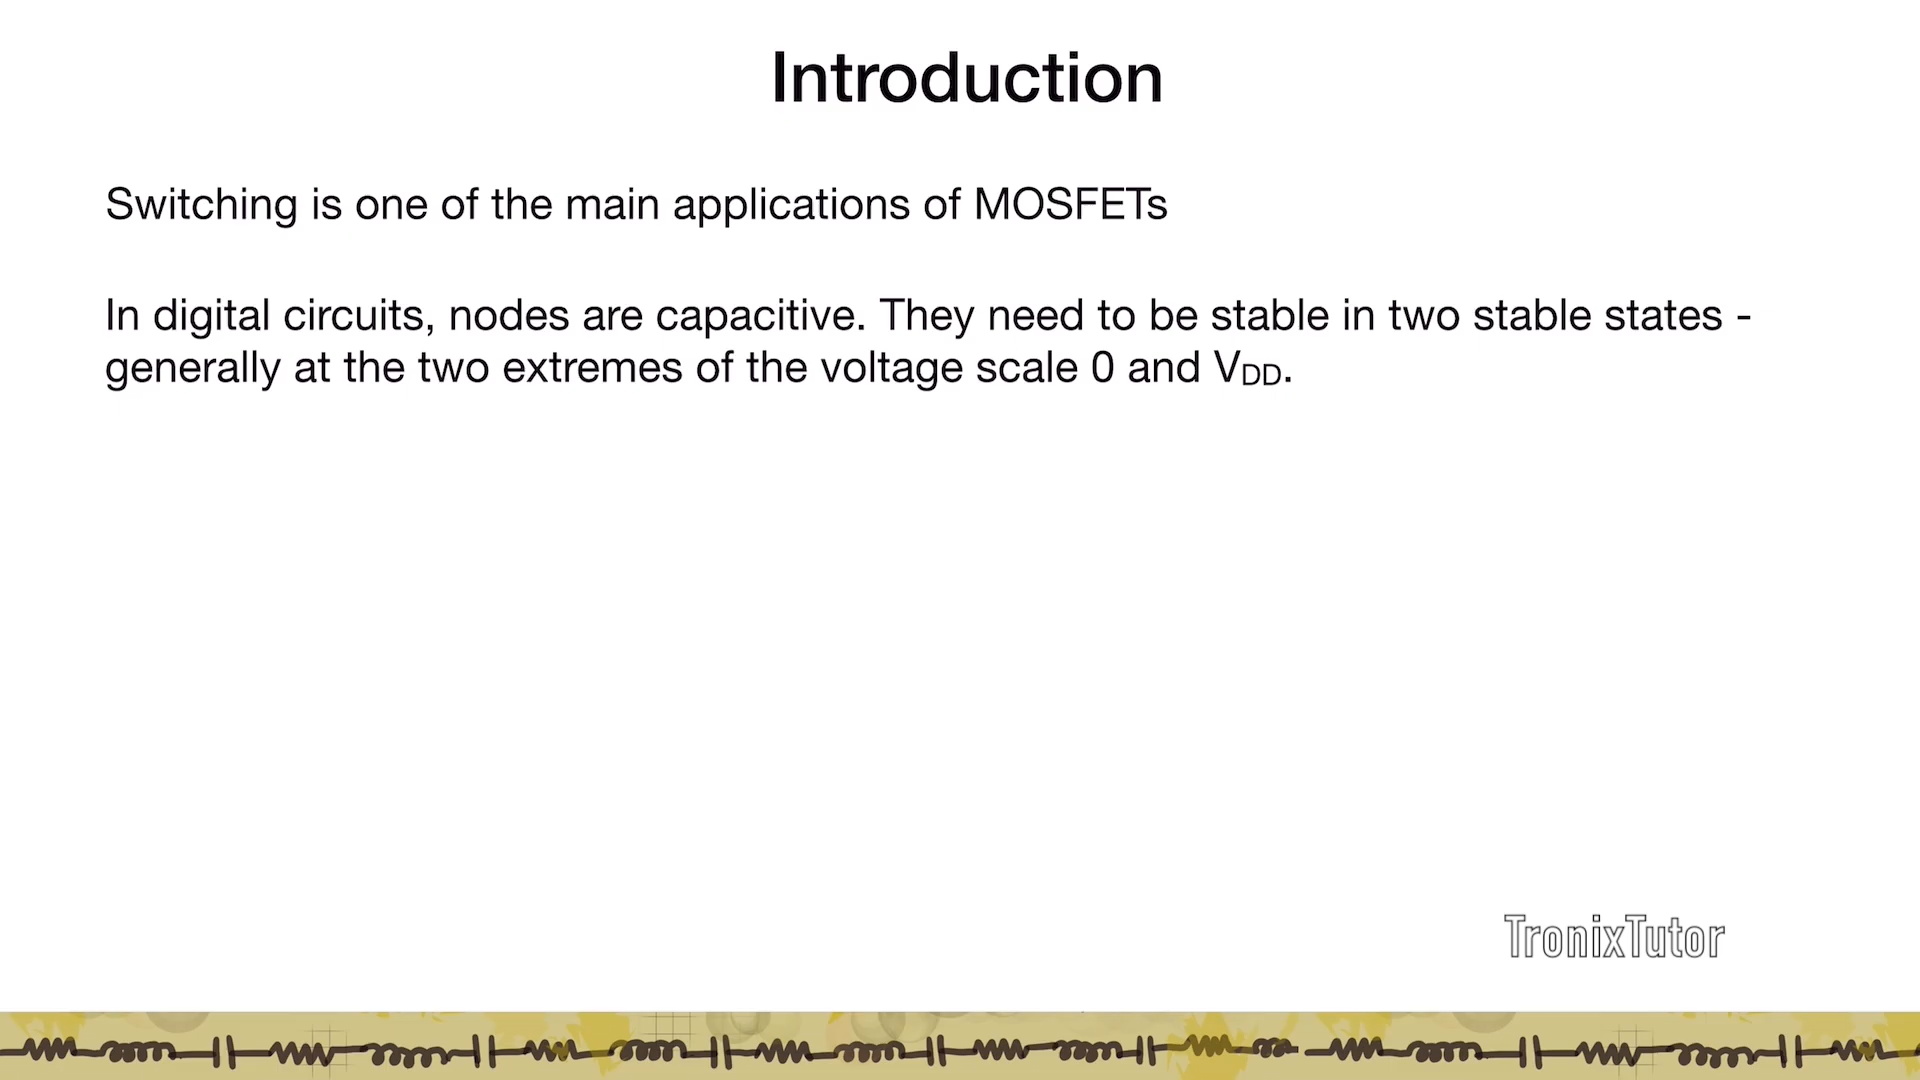 Introduction
Switching is one of the main applications of MOSFETs
In digital circuits, nodes are capacitive. They need to be stable in two stable states -
generally at the two extremes of the voltage scale 0 and VDD.
TronixTutor